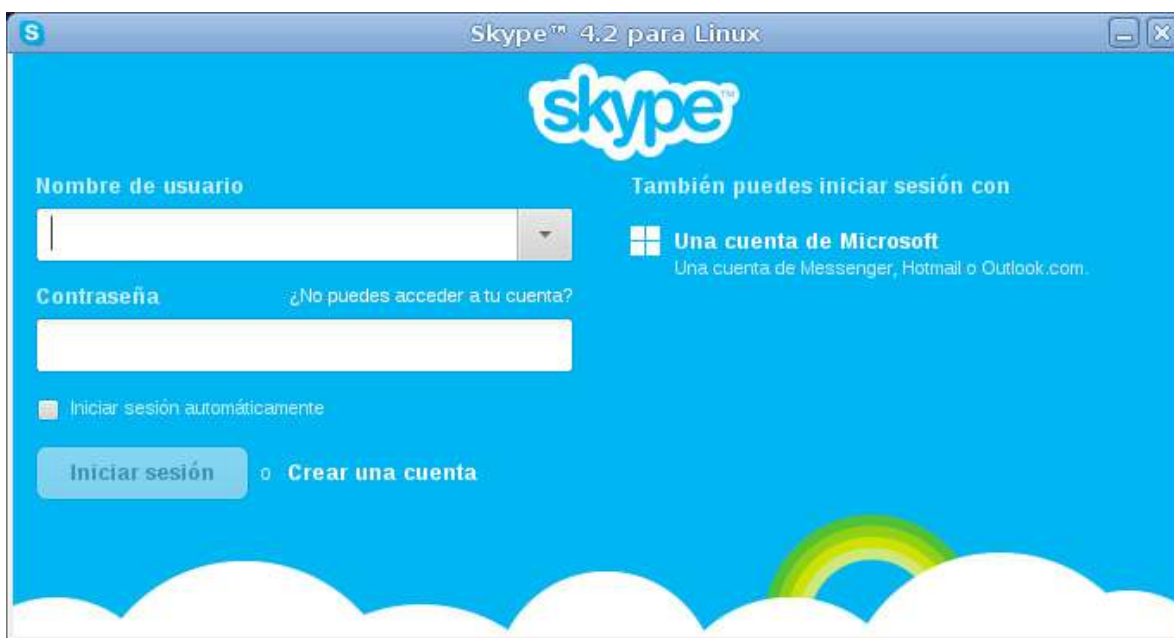 Skype™ 4.2 para Linux
skype™
Nombre de usuario
Contraseña ¿No puedes acceder a tu cuenta?
Iniciar sesión automáticamente
Iniciar sesión o Crear una cuenta
También puedes iniciar sesión con
Una cuenta de Microsoft
Una cuenta de Messenger, Hotmail o Outlook.com.